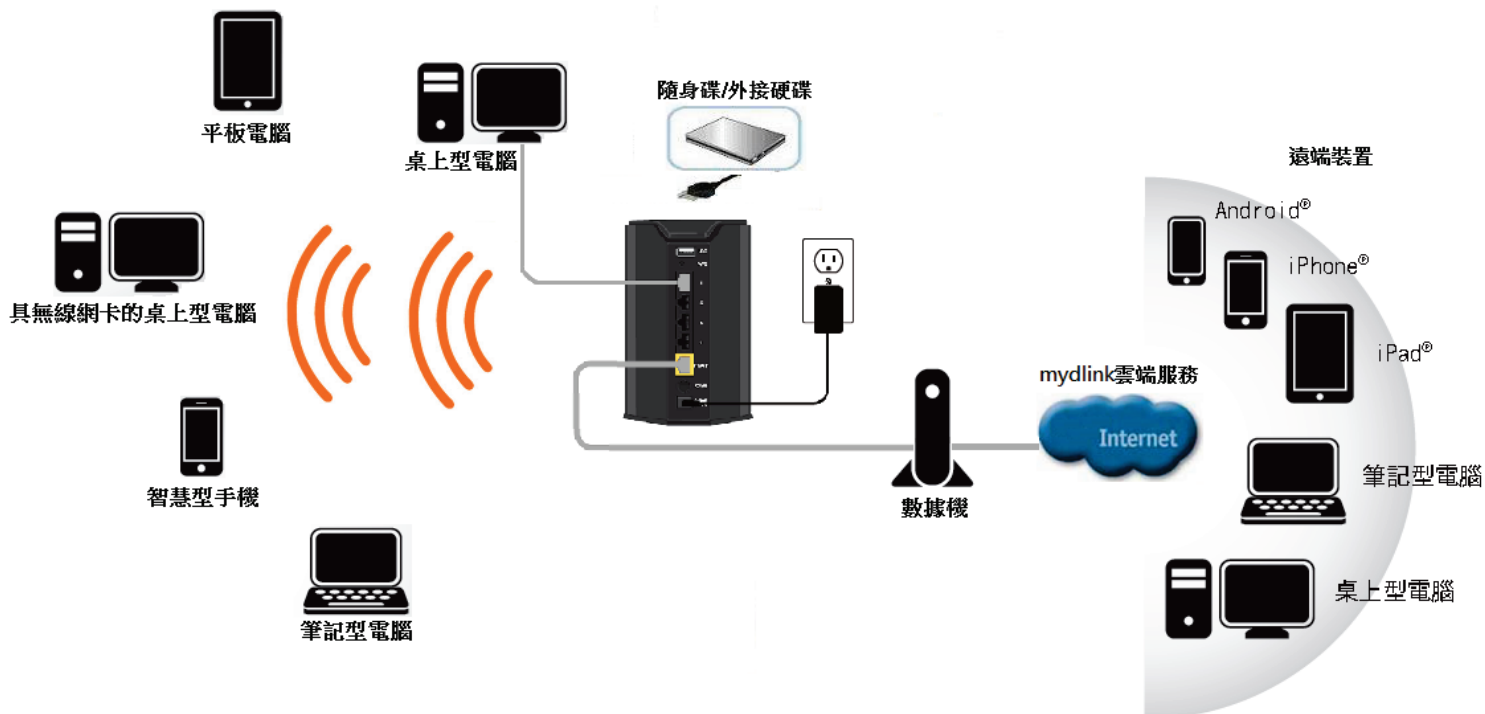 平板電腦
桌上型電腦
隨身碟/外接硬碟
遠端裝置
Android®
iPhone®
iPad®
具無線網卡的桌上型電腦
mydlink雲端服務
Internet
智慧型手機
數據機
筆記型電腦
桌上型電腦
筆記型電腦